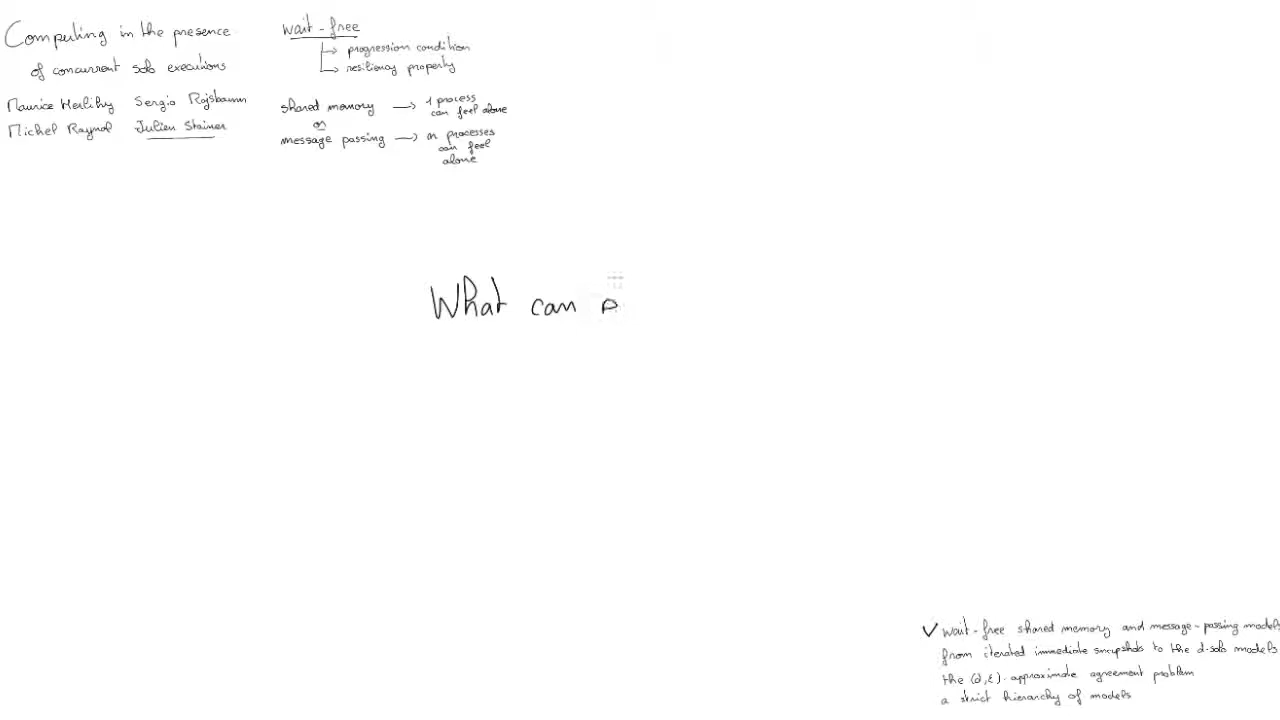 Computing in the presence
of concurrent solo executions
Maurice Herlihy Sergio Rajsbaum
Michel Raynal Julien Stainer
wait-free
↳ progression condition
↳ resiliency property
shared memory → 1 process
can feel alone
or
message passing → n processes
can feel
alone
What can p
✓ wait-free shared memory and message-passing models
from iterated immediate snapshots to the d-solo models
the (d,ε)-approximate agreement problem
a strict hierarchy of models